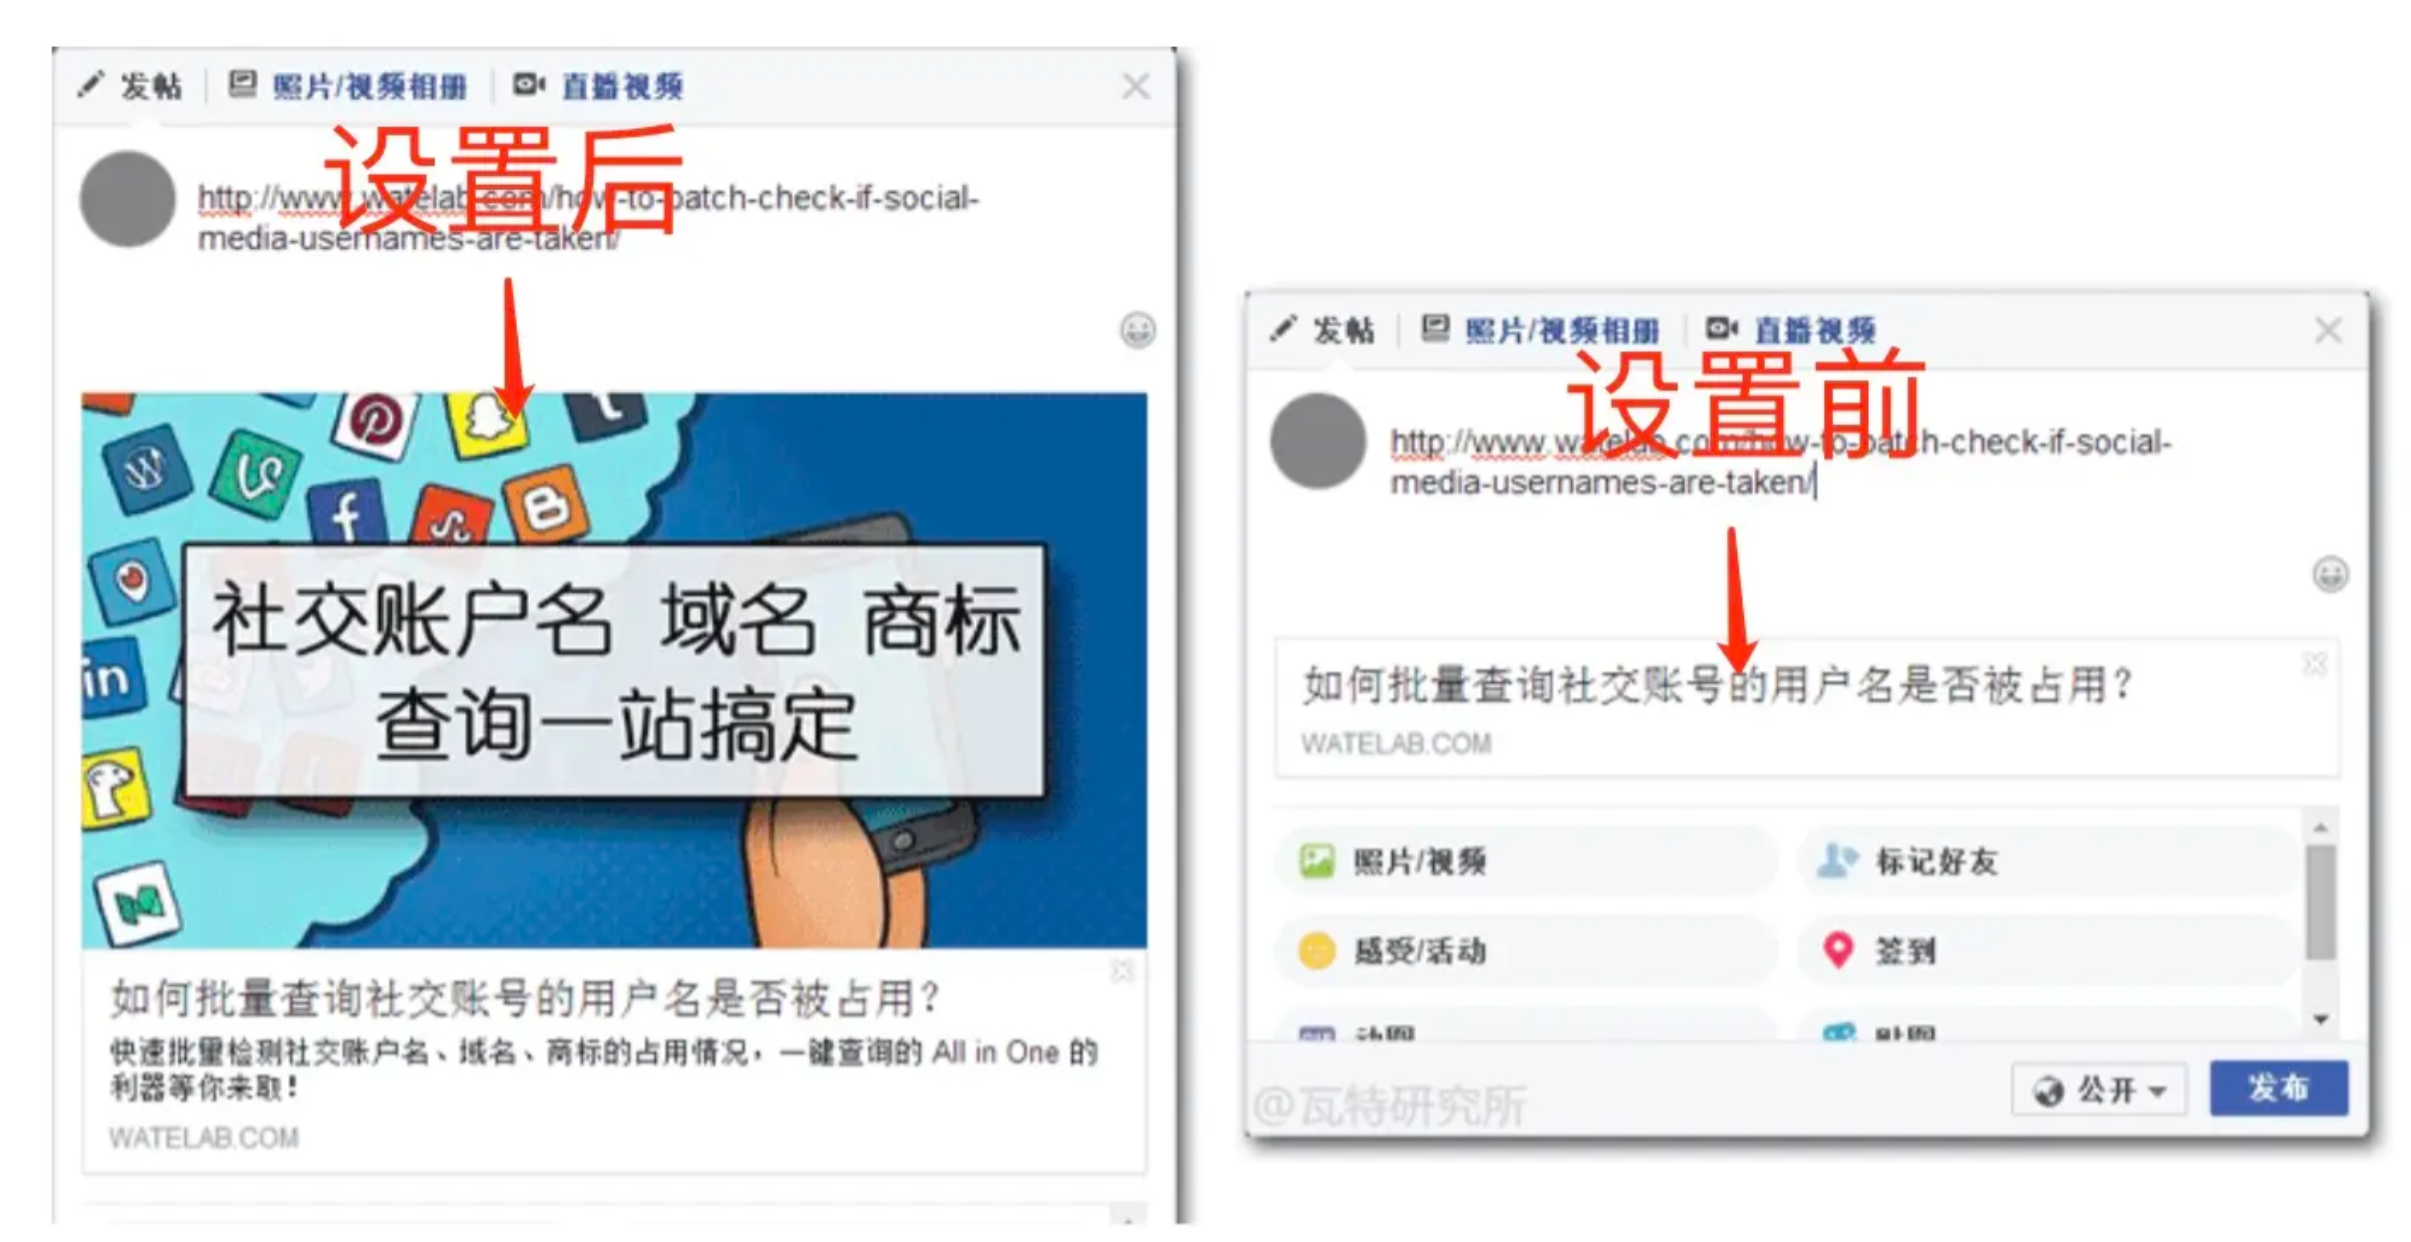 发帖
照片/视频相册
直播视频
设置后
http://www.watelab.com/how-to-batch-check-if-social-
media-usernames-are-taken/
社交账户名 域名 商标
查询一站搞定
如何批量查询社交账号的用户名是否被占用?
快速批量检测社交账户名、域名、商标的占用情况，一键查询的 All in One 的
利器等你来取!
WATELAB.COM
发帖
照片/视频相册
直播视频
设置前
http://www.watelab.com/how-to-batch-check-if-social-
media-usernames-are-taken/
如何批量查询社交账号的用户名是否被占用?
WATELAB.COM
照片/视频
标记好友
感受/活动
签到
公开
发布
@瓦特研究所